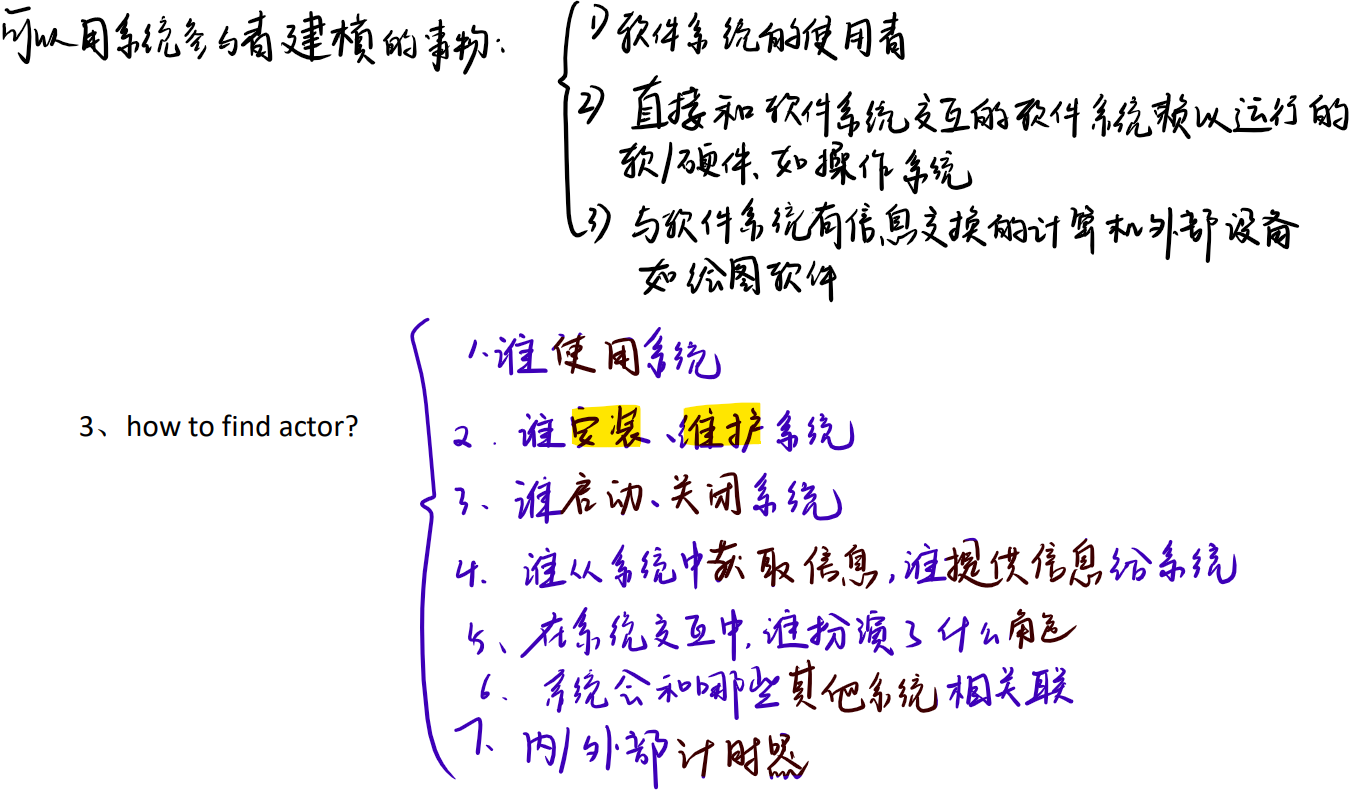 可以用系统参与者建模的事物:
1) 软件系统的使用者
2) 直接和软件系统交互的软件系统赖以运行的
软/硬件、如操作系统
3) 与软件系统有信息交换的计算机外部设备
如绘图软件
3、how to find actor?
1、谁使用系统
2. 谁安装、维护系统
3、谁启动、关闭系统
4. 谁从系统中获取信息,谁提供信息给系统
5、在系统交互中,谁扮演了什么角色
6. 系统会和哪些其他系统相关联
7、内/外部计时器